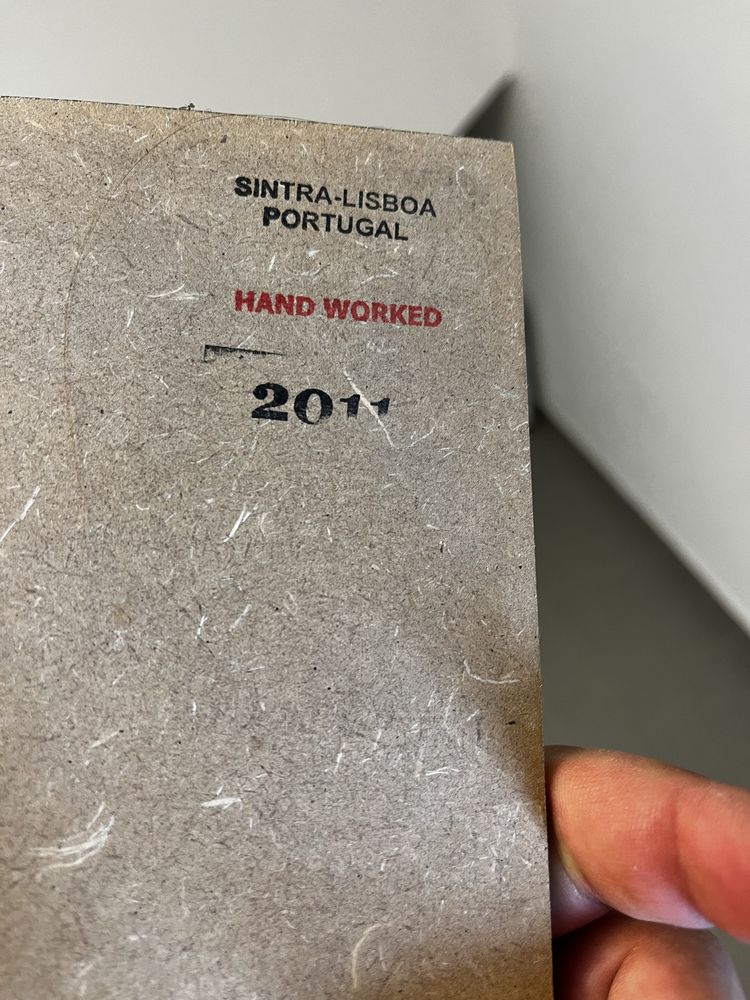 SINTRA-LISBOA
PORTUGAL
HAND WORKED
2011